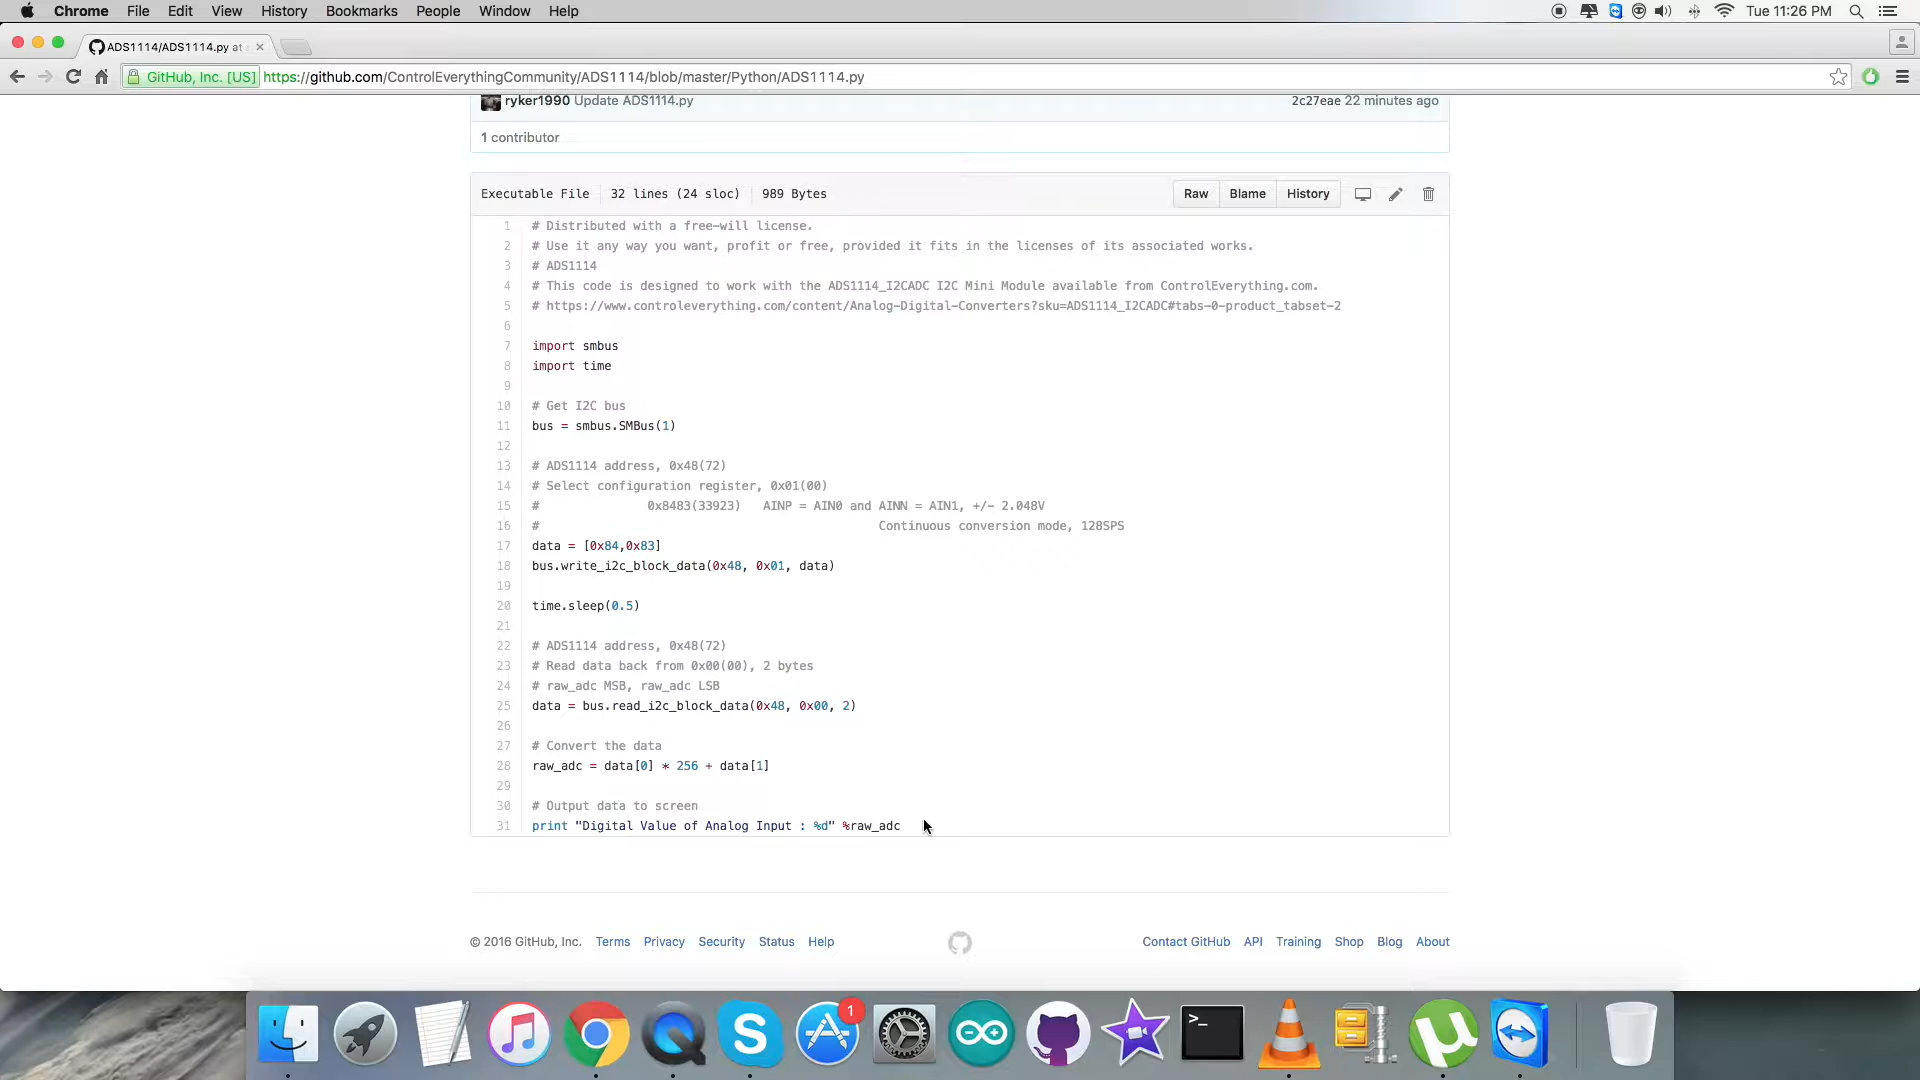 Chrome File Edit View History Bookmarks People Window Help Tue 11:26 PM
ADS1114/ADS1114.py at
GitHub, Inc. [US] https://github.com/ControlEverythingCommunity/ADS1114/blob/master/Python/ADS1114.py
ryker1990 Update ADS1114.py 2c27eae 22 minutes ago
1 contributor
Executable File 32 lines (24 sloc) 989 Bytes Raw Blame History
1 # Distributed with a free-will license.
2 # Use it any way you want, profit or free, provided it fits in the licenses of its associated works.
3 # ADS1114
4 # This code is designed to work with the ADS1114_I2CADC I2C Mini Module available from ControlEverything.com.
5 # https://www.controleverything.com/content/Analog-Digital-Converters?sku=ADS1114_I2CADC#tabs-0-product_tabset-2
6
7 import smbus
8 import time
9
10 # Get I2C bus
11 bus = smbus.SMBus(1)
12
13 # ADS1114 address, 0x48(72)
14 # Select configuration register, 0x01(00)
15 # 0x8483(33923) AINP = AIN0 and AINN = AIN1, +/- 2.048V
16 # Continuous conversion mode, 128SPS
17 data = [0x84,0x83]
18 bus.write_i2c_block_data(0x48, 0x01, data)
19
20 time.sleep(0.5)
21
22 # ADS1114 address, 0x48(72)
23 # Read data back from 0x00(00), 2 bytes
24 # raw_adc MSB, raw_adc LSB
25 data = bus.read_i2c_block_data(0x48, 0x00, 2)
26
27 # Convert the data
28 raw_adc = data[0] * 256 + data[1]
29
30 # Output data to screen
31 print "Digital Value of Analog Input : %d" %raw_adc
© 2016 GitHub, Inc. Terms Privacy Security Status Help Contact GitHub API Training Shop Blog About
1